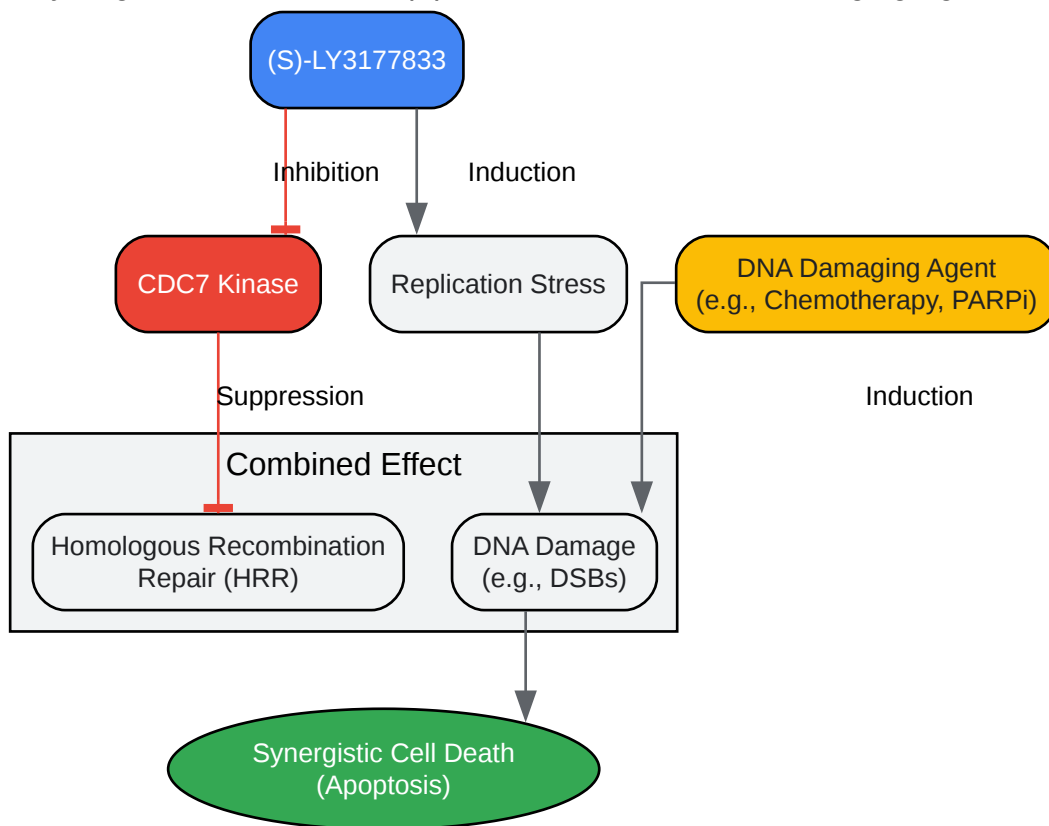 (S)-LY3177833
Inhibition
Induction
CDC7 Kinase
Replication Stress
DNA Damaging Agent
(e.g., Chemotherapy, PARPi)
Suppression
Induction
Combined Effect
Homologous Recombination
Repair (HRR)
DNA Damage
(e.g., DSBs)
Synergistic Cell Death
(Apoptosis)